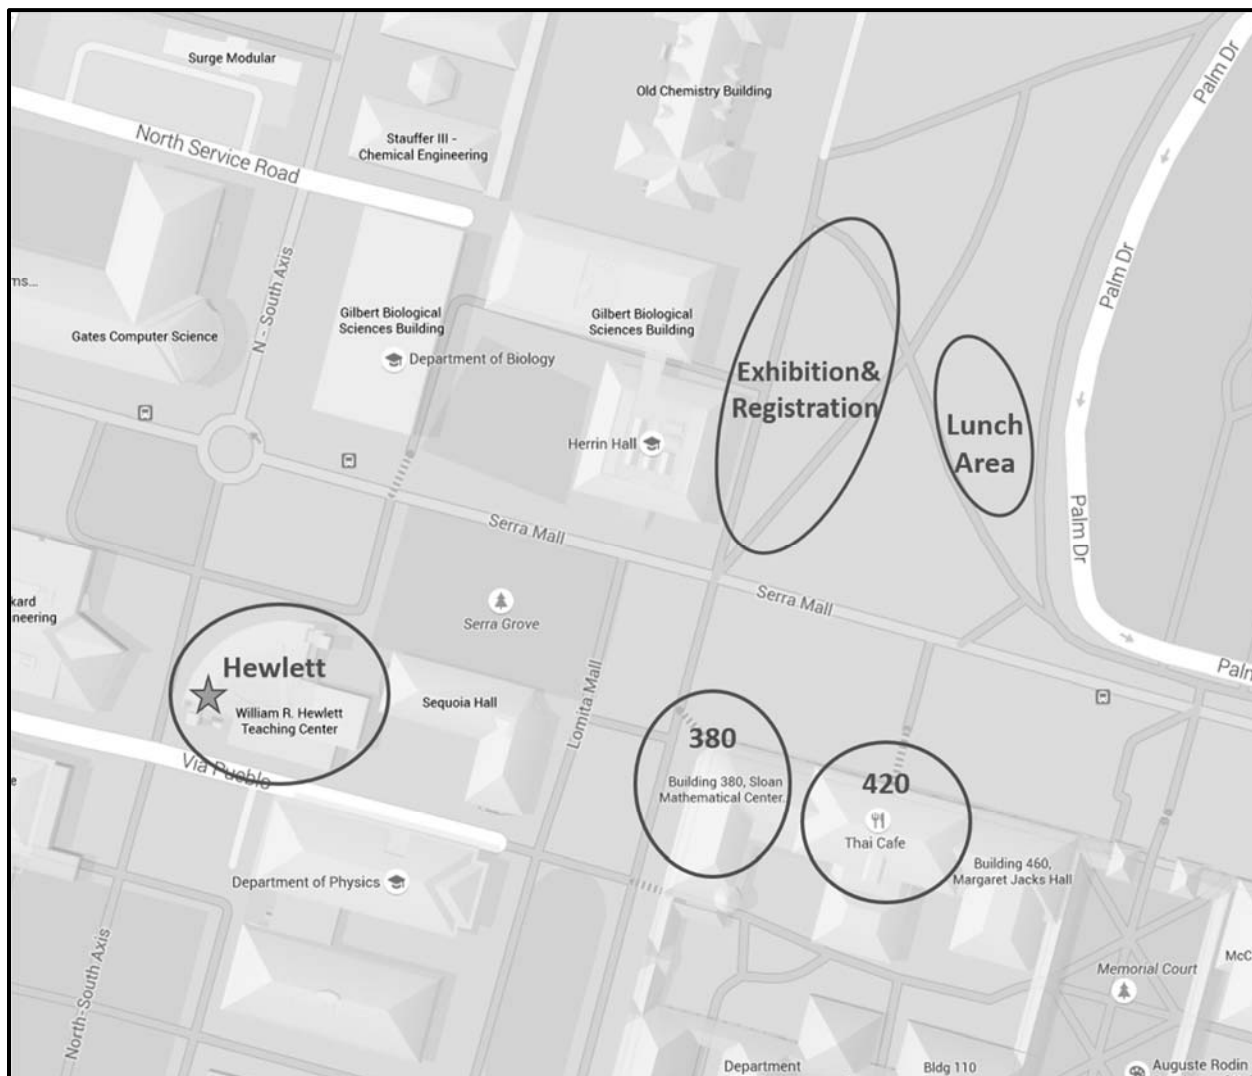 Surge Modular
Old Chemistry Building
Palm Dr
North Service Road
Stauffer III -
Chemical Engineering
N - South Axis
Palm Dr
ms...
Gates Computer Science
Gilbert Biological
Sciences Building
Department of Biology
Gilbert Biological
Sciences Building
Exhibition&
Registration
Herrin Hall
Lunch
Area
Palm Dr
Serra Mall
Serra Mall
kard
neering
Serra Grove
Hewlett
William R. Hewlett
Teaching Center
Sequoia Hall
Lomita Mall
Palm
Via Pueblo
380
Building 380, Sloan
Mathematical Center..
420
Thai Cafe
e
Department of Physics
Building 460,
Margaret Jacks Hall
North-South Axis
Memorial Court
McC
Department
Bldg 110
Auguste Rodin